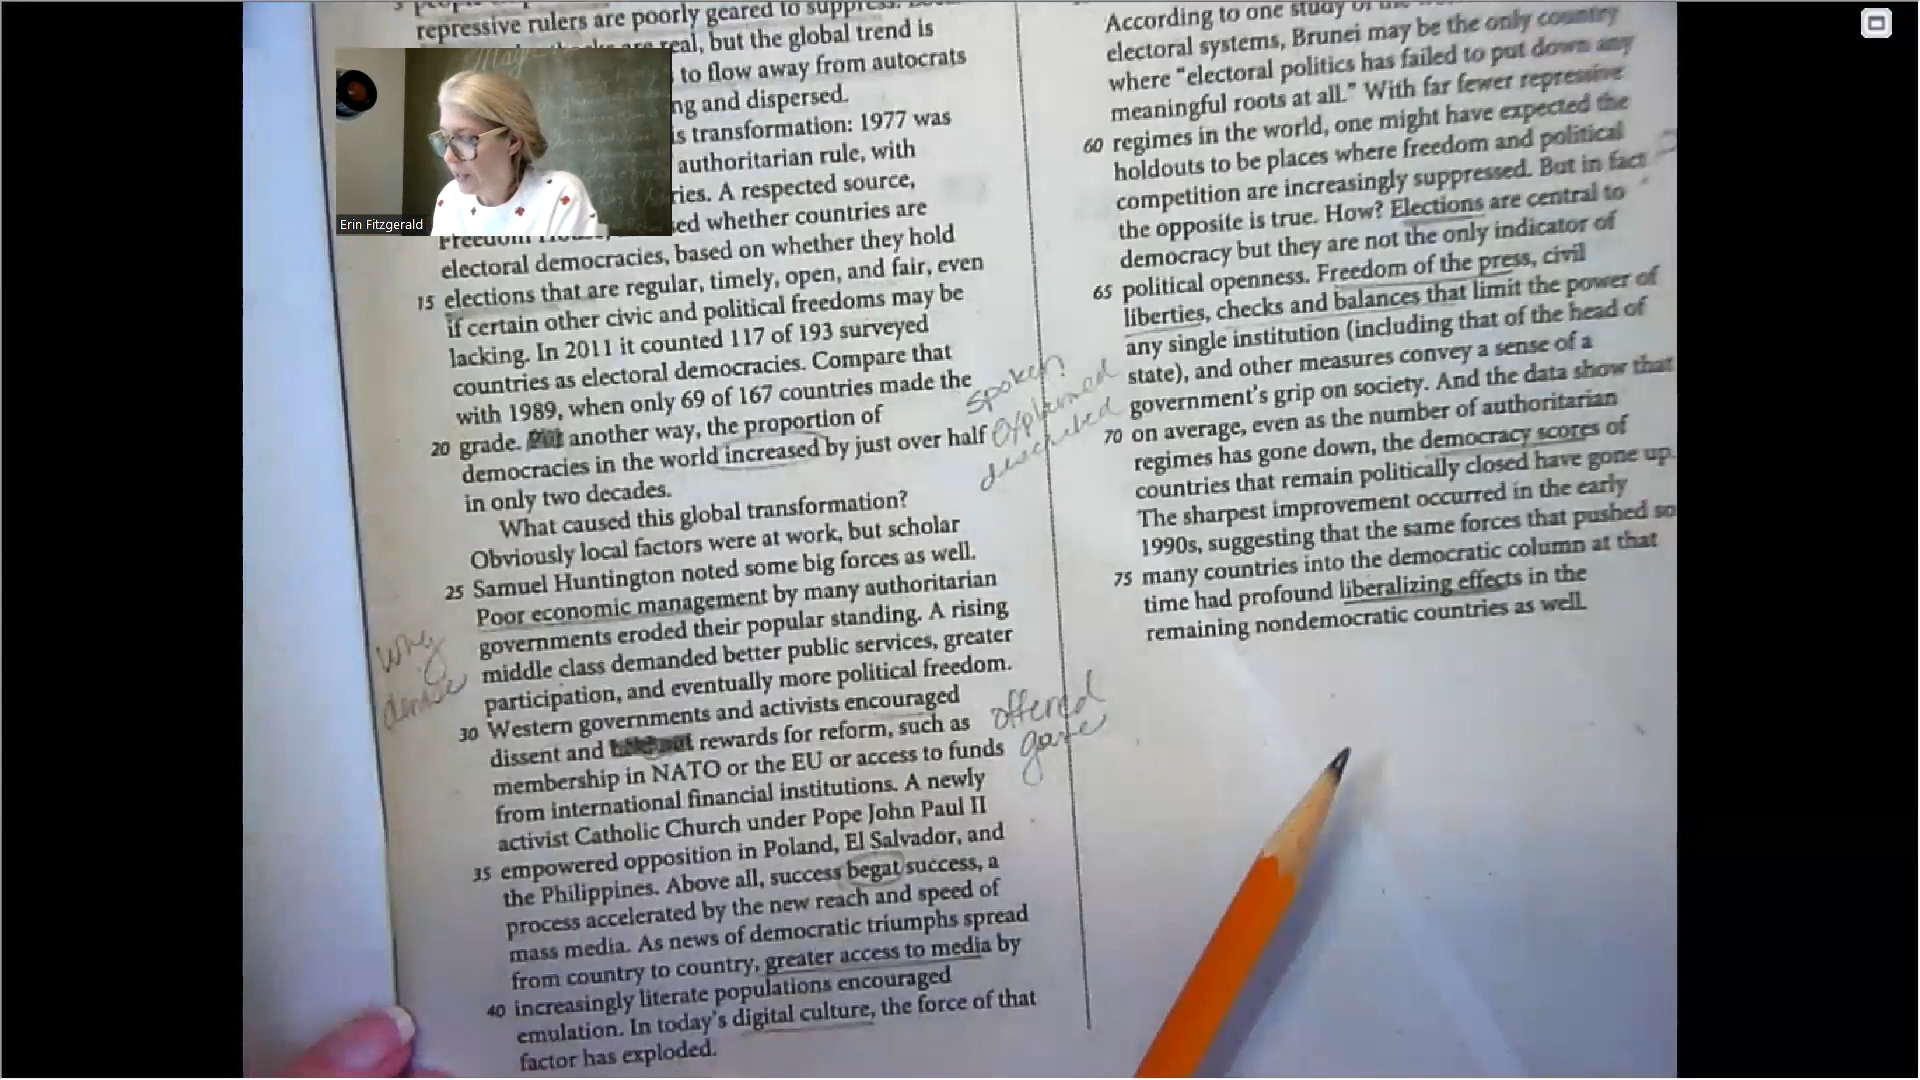 repressive rulers are poorly geared to suppress.
real, but the global trend is
to flow away from autocrats
ng and dispersed.
is transformation: 1977 was
authoritarian rule, with
ries. A respected source,
Freedom
sed whether countries are
electoral democracies, based on whether they hold
15 elections that are regular, timely, open, and fair, even
if certain other civic and political freedoms may be
lacking. In 2011 it counted 117 of 193 surveyed
countries as electoral democracies. Compare that
with 1989, when only 69 of 167 countries made the
20 grade. Put another way, the proportion of
democracies in the world increased by just over half
in only two decades.
What caused this global transformation?
Obviously local factors were at work, but scholar
25 Samuel Huntington noted some big forces as well.
Poor economic management by many authoritarian
governments eroded their popular standing. A rising
middle class demanded better public services, greater
participation, and eventually more political freedom.
30 Western governments and activists encouraged
dissent and rewards for reform, such as
membership in NATO or the EU or access to funds
from international financial institutions. A newly
activist Catholic Church under Pope John Paul II
35 empowered opposition in Poland, El Salvador, and
the Philippines. Above all, success begat success, a
process accelerated by the new reach and speed of
mass media. As news of democratic triumphs spread
from country to country, greater access to media by
40 increasingly literate populations encouraged
emulation. In today's digital culture, the force of that
factor has exploded.
spoken
explained
described
why
offered
gave
According to one study of the
electoral systems, Brunei may be the only country
where “electoral politics has failed to put down any
meaningful roots at all.” With far fewer repressive
60 regimes in the world, one might have expected the
holdouts to be places where freedom and political
competition are increasingly suppressed. But in fact
the opposite is true. How? Elections are central to
democracy but they are not the only indicator of
65 political openness. Freedom of the press, civil
liberties, checks and balances that limit the power of
any single institution (including that of the head of
state), and other measures convey a sense of a
government's grip on society. And the data show that
70 on average, even as the number of authoritarian
regimes has gone down, the democracy scores of
countries that remain politically closed have gone up.
The sharpest improvement occurred in the early
1990s, suggesting that the same forces that pushed so
75 many countries into the democratic column at that
time had profound liberalizing effects in the
remaining nondemocratic countries as well.
Erin Fitzgerald